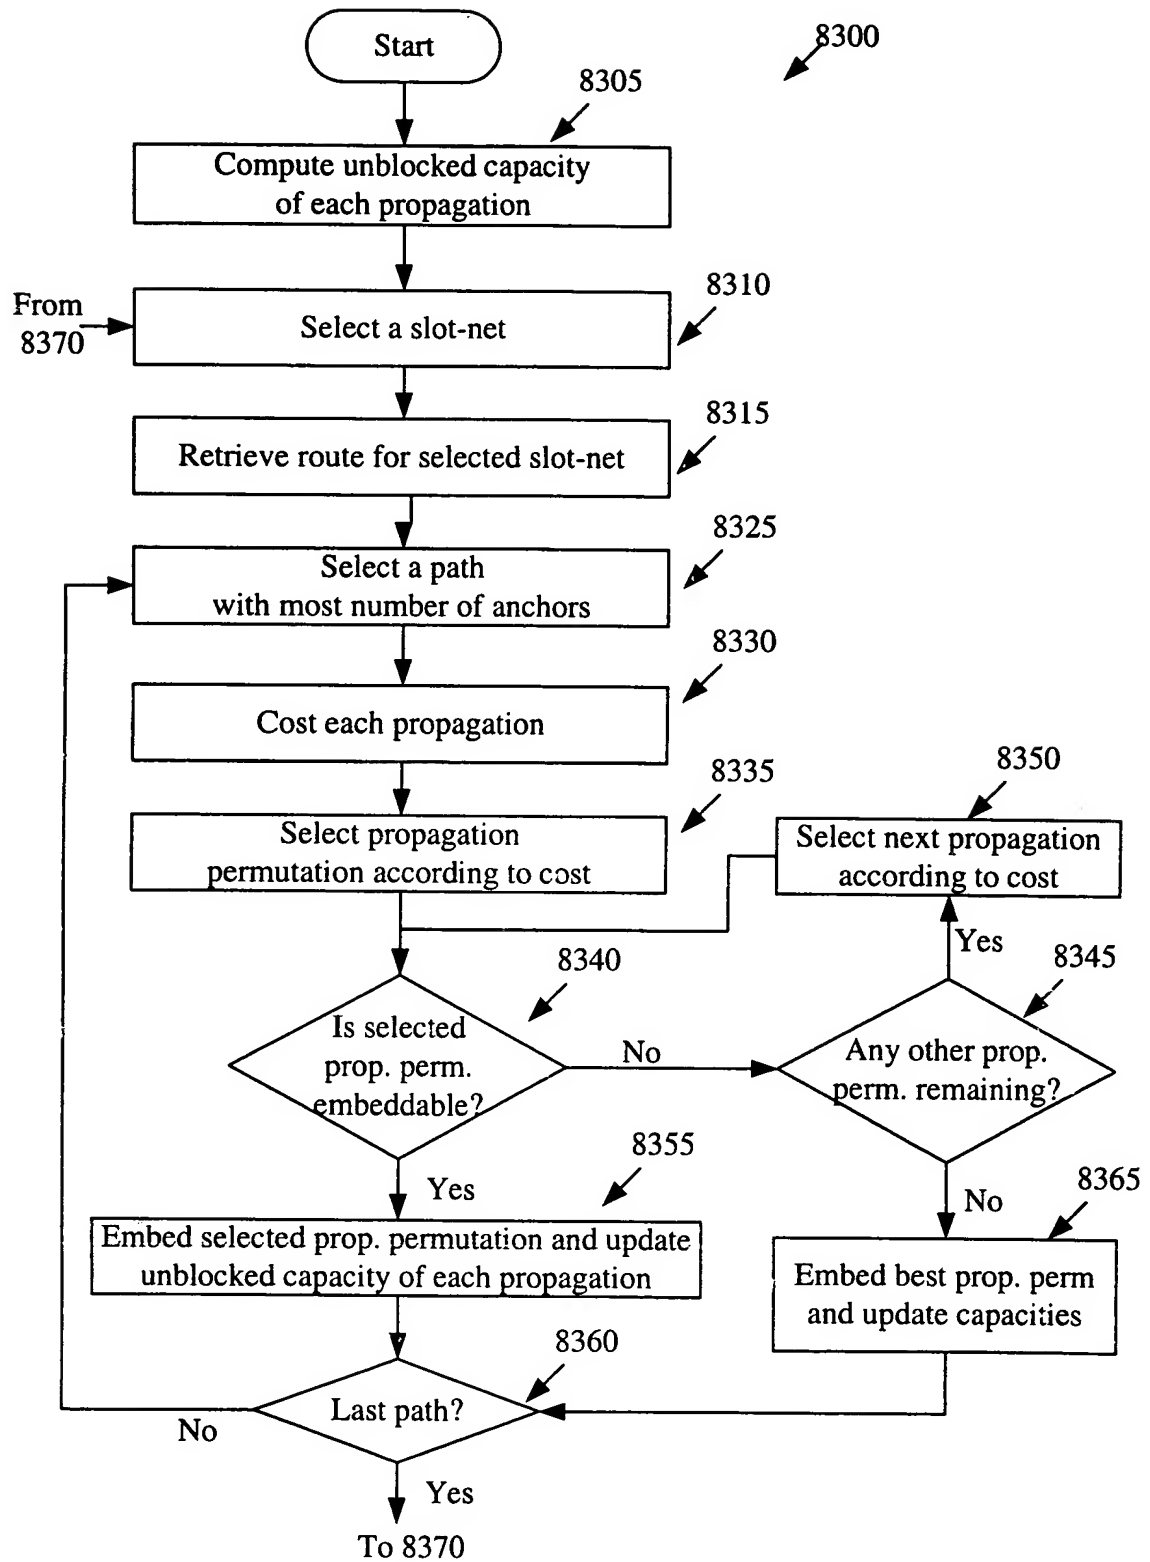 Start
8300
8305
Compute unblocked capacity
of each propagation
From
8370
8310
Select a slot-net
8315
Retrieve route for selected slot-net
8325
Select a path
with most number of anchors
8330
Cost each propagation
8335
Select propagation
permutation according to cost
8350
Select next propagation
according to cost
Yes
8340
Is selected
prop. perm.
embeddable?
No
8345
Any other prop.
perm. remaining?
Yes
8355
Embed selected prop. permutation and update
unblocked capacity of each propagation
No
8365
Embed best prop. perm
and update capacities
8360
Last path?
No
Yes
To 8370